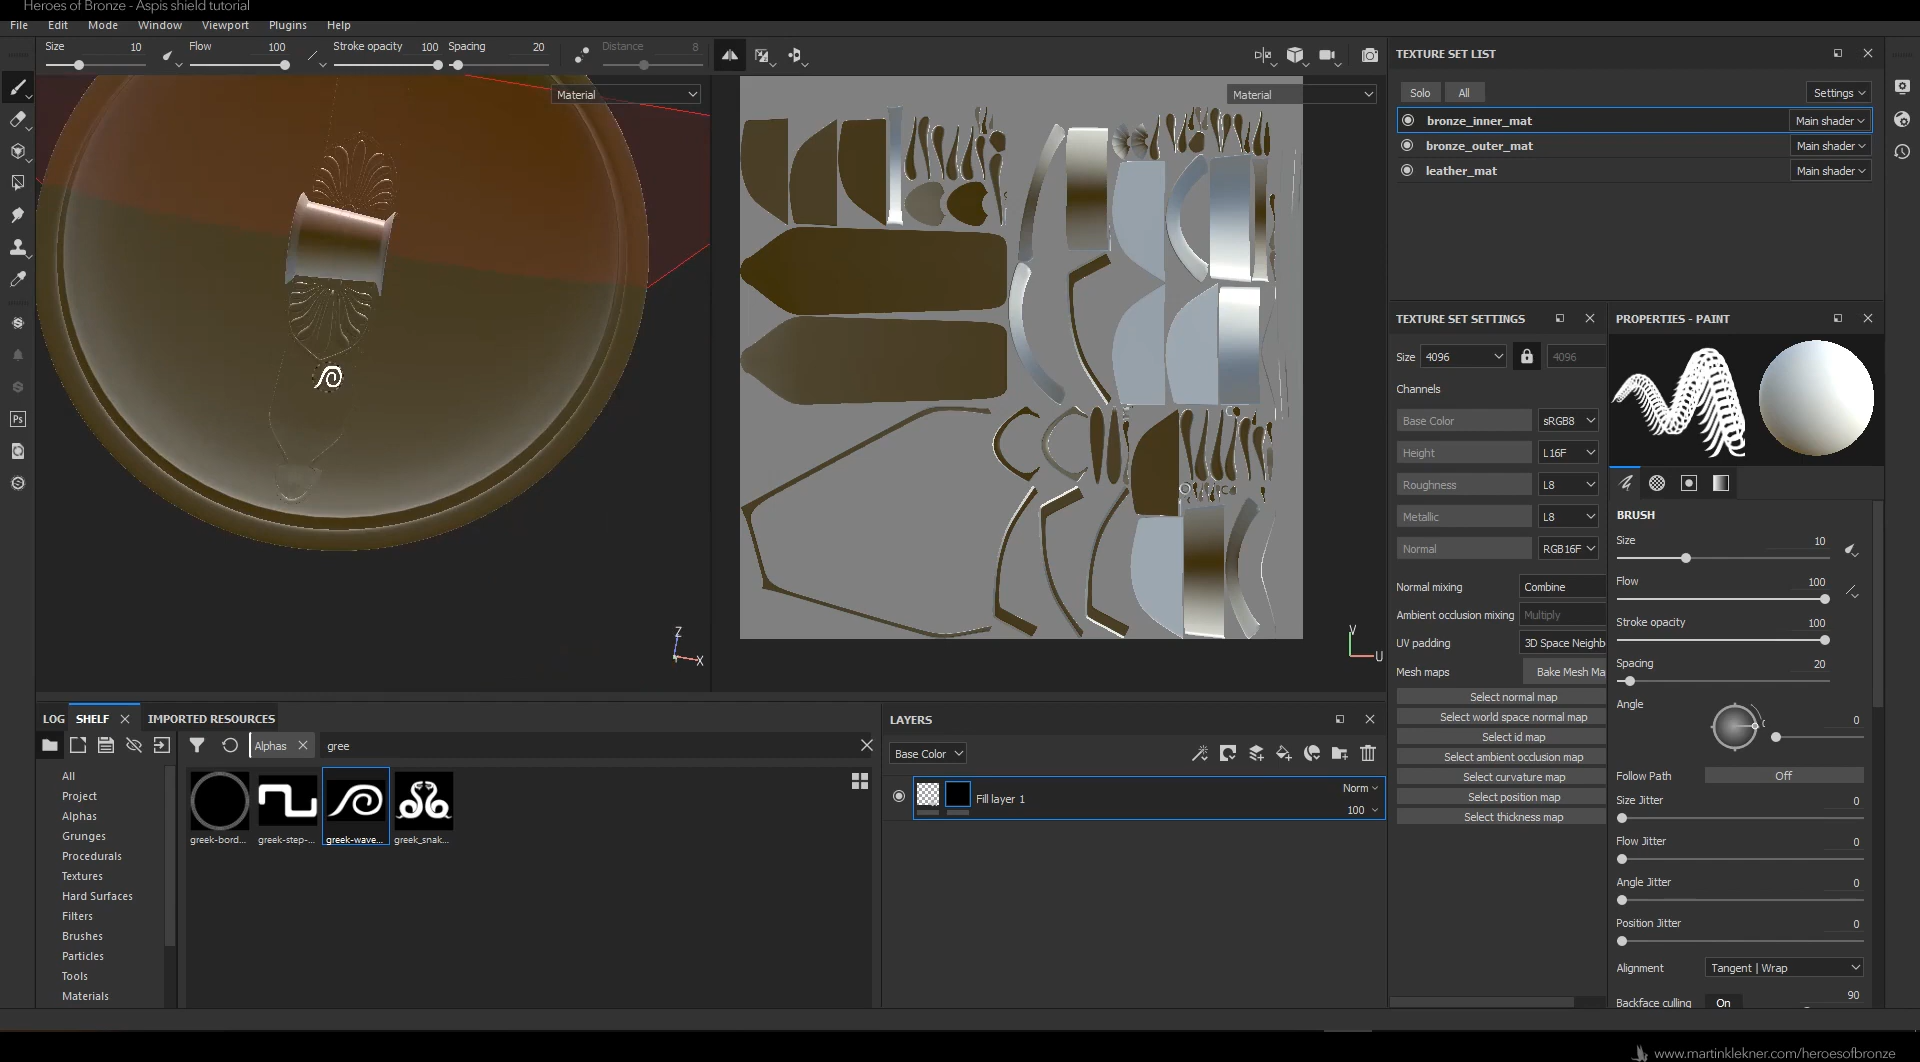 Heroes of Bronze - Aspis shield tutorial
File Edit Mode Window Viewport Plugins Help
Size 10 Flow 100 Stroke opacity 100 Spacing 20 Distance 8
Material
Material
Z
X
V
U
TEXTURE SET LIST
Solo All Settings
bronze_inner_mat Main shader
bronze_outer_mat Main shader
leather_mat Main shader
TEXTURE SET SETTINGS
Size 4096 4096
Channels
Base Color sRGB8
Height L16F
Roughness L8
Metallic L8
Normal RGB16F
Normal mixing Combine
Ambient occlusion mixing Multiply
UV padding 3D Space Neighb
Mesh maps Bake Mesh Ma
Select normal map
Select world space normal map
Select id map
Select ambient occlusion map
Select curvature map
Select position map
Select thickness map
PROPERTIES - PAINT
BRUSH
Size 10
Flow 100
Stroke opacity 100
Spacing 20
Angle 0
Follow Path Off
Size Jitter 0
Flow Jitter 0
Angle Jitter 0
Position Jitter 0
Alignment Tangent | Wrap
Backface culling On 90
Ps
LOG SHELF IMPORTED RESOURCES
Alphas gree
All
Project
Alphas
Grunges
Procedurals
Textures
Hard Surfaces
Filters
Brushes
Particles
Tools
Materials
greek-bord... greek-step-... greek-wave... greek_snak...
LAYERS
Base Color
Fill layer 1 Norm
100
www.martinklekner.com/heroesofbronze